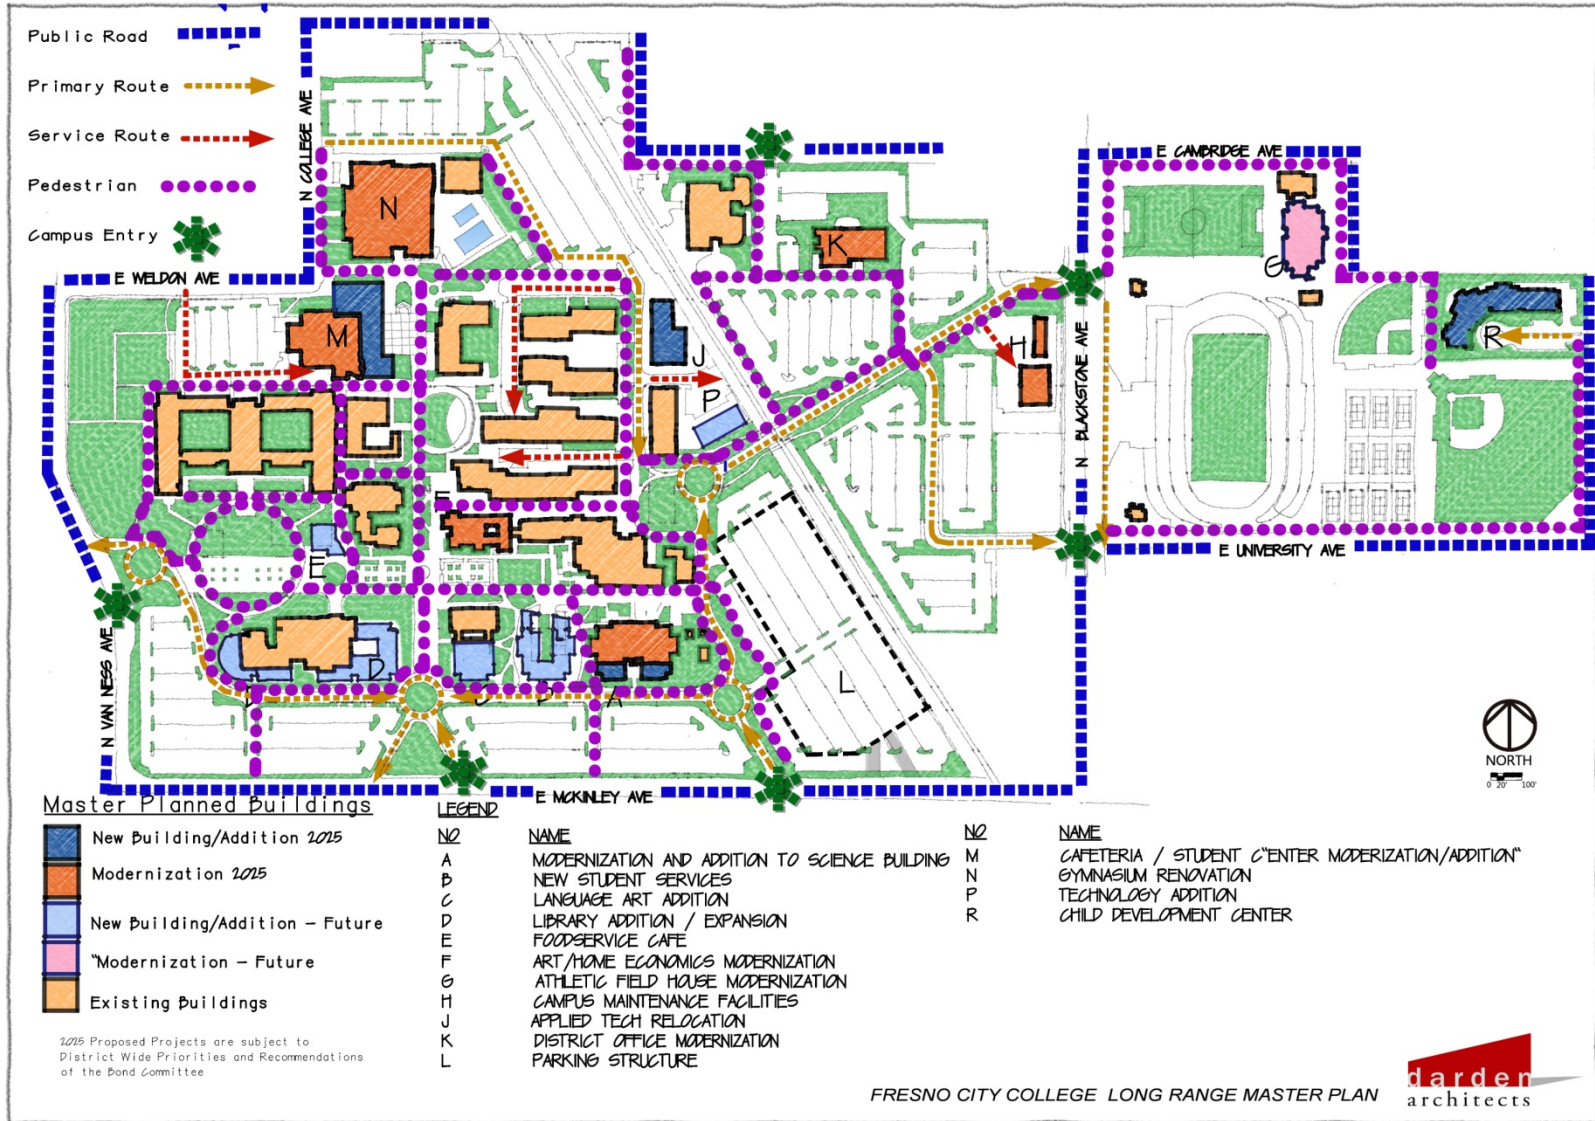 Public Road
Primary Route
Service Route
Pedestrian
Campus Entry
N COLLEGE AVE
E WELDON AVE
E CAMBRIDGE AVE
N BLACKSTONE AVE
E UNIVERSITY AVE
N VAN NESS AVE
E MCKINLEY AVE
N
K
G
M
J
H
R
P
F
E
D
L
A
NORTH
0 20' 100'
Master Planned Buildings
New Building/Addition 2025
Modernization 2025
New Building/Addition - Future
"Modernization - Future
Existing Buildings
2025 Proposed Projects are subject to
District Wide Priorities and Recommendations
of the Bond Committee
LEGEND
NO NAME
A MODERNIZATION AND ADDITION TO SCIENCE BUILDING
B NEW STUDENT SERVICES
C LANGUAGE ART ADDITION
D LIBRARY ADDITION / EXPANSION
E FOODSERVICE CAFE
F ART/HOME ECONOMICS MODERNIZATION
G ATHLETIC FIELD HOUSE MODERNIZATION
H CAMPUS MAINTENANCE FACILITIES
J APPLIED TECH RELOCATION
K DISTRICT OFFICE MODERNIZATION
L PARKING STRUCTURE
NO NAME
M CAFETERIA / STUDENT C"ENTER MODERIZATION/ADDITION"
N GYMNASIUM RENOVATION
P TECHNOLOGY ADDITION
R CHILD DEVELOPMENT CENTER
FRESNO CITY COLLEGE LONG RANGE MASTER PLAN
darden
architects